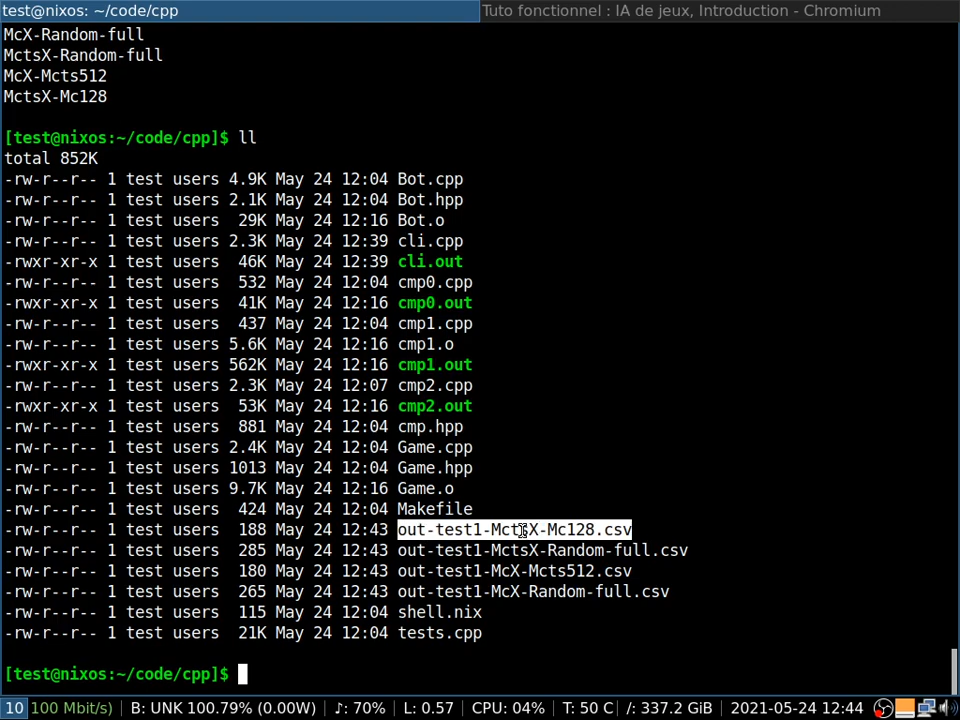 test@nixos: ~/code/cpp
Tuto fonctionnel : IA de jeux, Introduction - Chromium
McX-Random-full
MctsX-Random-full
McX-Mcts512
MctsX-Mc128
[test@nixos:~/code/cpp]$ ll
total 852K
-rw-r--r-- 1 test users 4.9K May 24 12:04 Bot.cpp
-rw-r--r-- 1 test users 2.1K May 24 12:04 Bot.hpp
-rw-r--r-- 1 test users  29K May 24 12:16 Bot.o
-rw-r--r-- 1 test users 2.3K May 24 12:39 cli.cpp
-rwxr-xr-x 1 test users  46K May 24 12:39 cli.out
-rw-r--r-- 1 test users  532 May 24 12:04 cmp0.cpp
-rwxr-xr-x 1 test users  41K May 24 12:16 cmp0.out
-rw-r--r-- 1 test users  437 May 24 12:04 cmp1.cpp
-rw-r--r-- 1 test users 5.6K May 24 12:16 cmp1.o
-rwxr-xr-x 1 test users 562K May 24 12:16 cmp1.out
-rw-r--r-- 1 test users 2.3K May 24 12:07 cmp2.cpp
-rwxr-xr-x 1 test users  53K May 24 12:16 cmp2.out
-rw-r--r-- 1 test users  881 May 24 12:04 cmp.hpp
-rw-r--r-- 1 test users 2.4K May 24 12:04 Game.cpp
-rw-r--r-- 1 test users 1013 May 24 12:04 Game.hpp
-rw-r--r-- 1 test users 9.7K May 24 12:16 Game.o
-rw-r--r-- 1 test users  424 May 24 12:04 Makefile
-rw-r--r-- 1 test users  188 May 24 12:43 out-test1-MctsX-Mc128.csv
-rw-r--r-- 1 test users  285 May 24 12:43 out-test1-MctsX-Random-full.csv
-rw-r--r-- 1 test users  180 May 24 12:43 out-test1-McX-Mcts512.csv
-rw-r--r-- 1 test users  265 May 24 12:43 out-test1-McX-Random-full.csv
-rw-r--r-- 1 test users  115 May 24 12:04 shell.nix
-rw-r--r-- 1 test users  21K May 24 12:04 tests.cpp
[test@nixos:~/code/cpp]$
10 100 Mbit/s) | B: UNK 100.79% (0.00W) | ♪: 70% | L: 0.57 | CPU: 04% | T: 50 C | /: 337.2 GiB | 2021-05-24 12:44